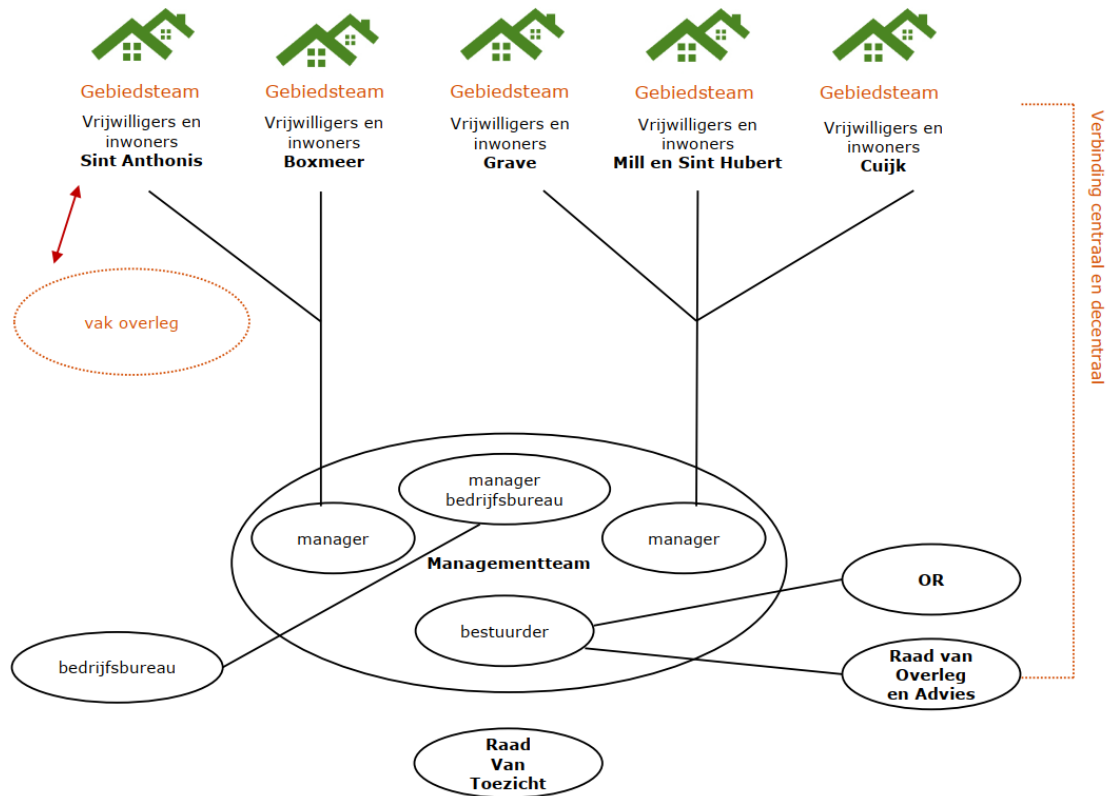 Gebiedsteam
Vrijwilligers en
inwoners
Sint Anthonis
Gebiedsteam
Vrijwilligers en
inwoners
Boxmeer
Gebiedsteam
Vrijwilligers en
inwoners
Grave
Gebiedsteam
Vrijwilligers en
inwoners
Mill en Sint Hubert
Gebiedsteam
Vrijwilligers en
inwoners
Cuijk
Verbinding centraal en decentraal
vak overleg
manager
bedrijfsbureau
manager
manager
Managementteam
OR
bestuurder
bedrijfsbureau
Raad van
Overleg
en Advies
Raad
Van
Toezicht